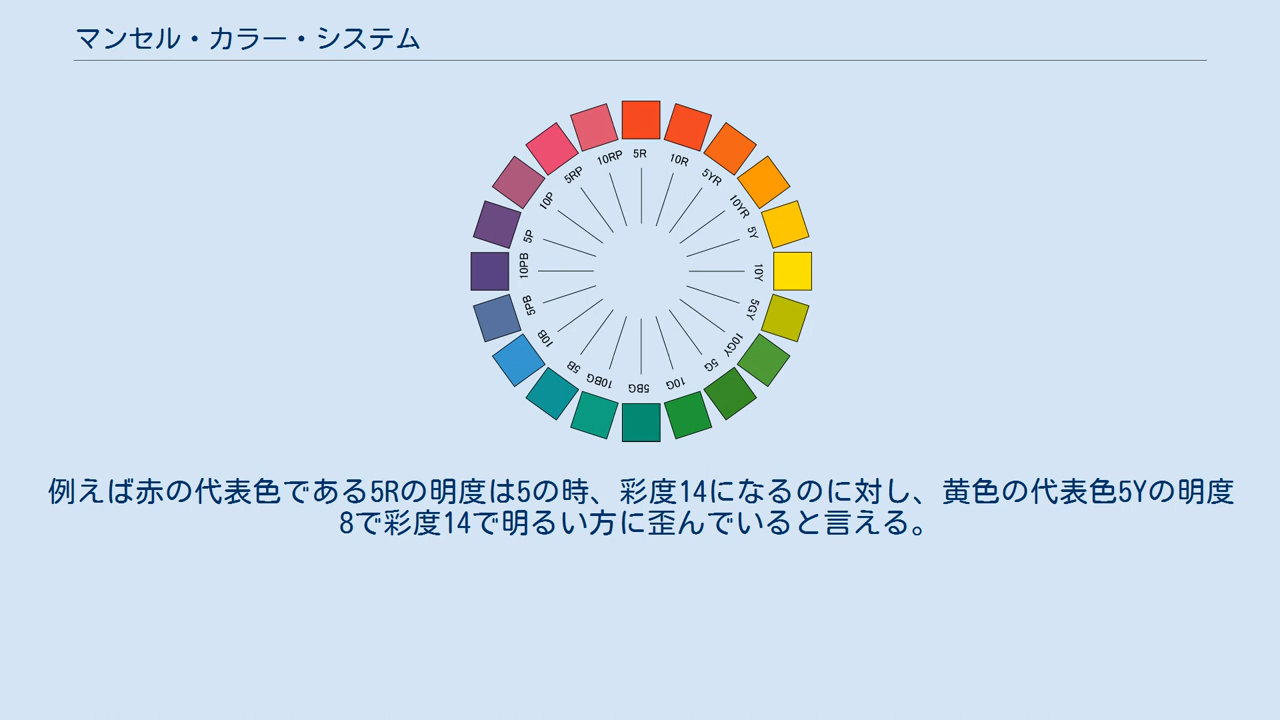 マンセル・カラー・システム
5R
10R
5YR
10YR
5Y
10Y
5GY
10GY
5G
10G
5BG
10BG
5B
10B
5PB
10PB
5P
10P
5RP
10RP
例えば赤の代表色である5Rの明度は5の時、彩度14になるのに対し、黄色の代表色5Yの明度
8で彩度14で明るい方に歪んでいると言える。